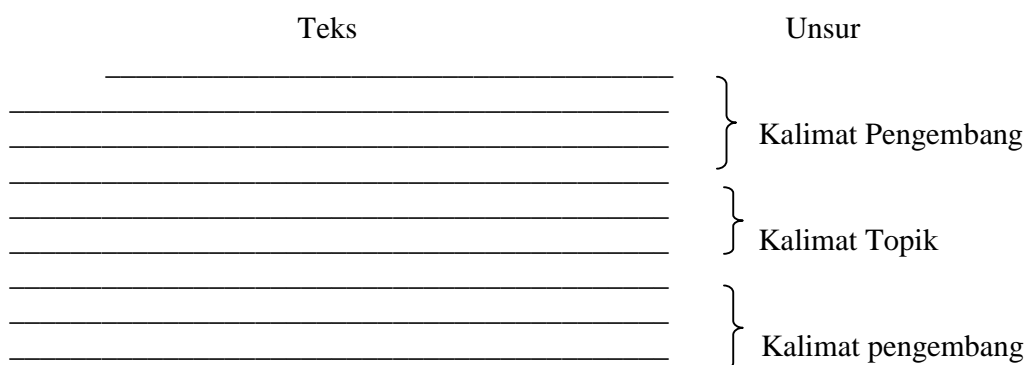 Teks Unsur
Kalimat Pengembang
Kalimat Topik
Kalimat pengembang